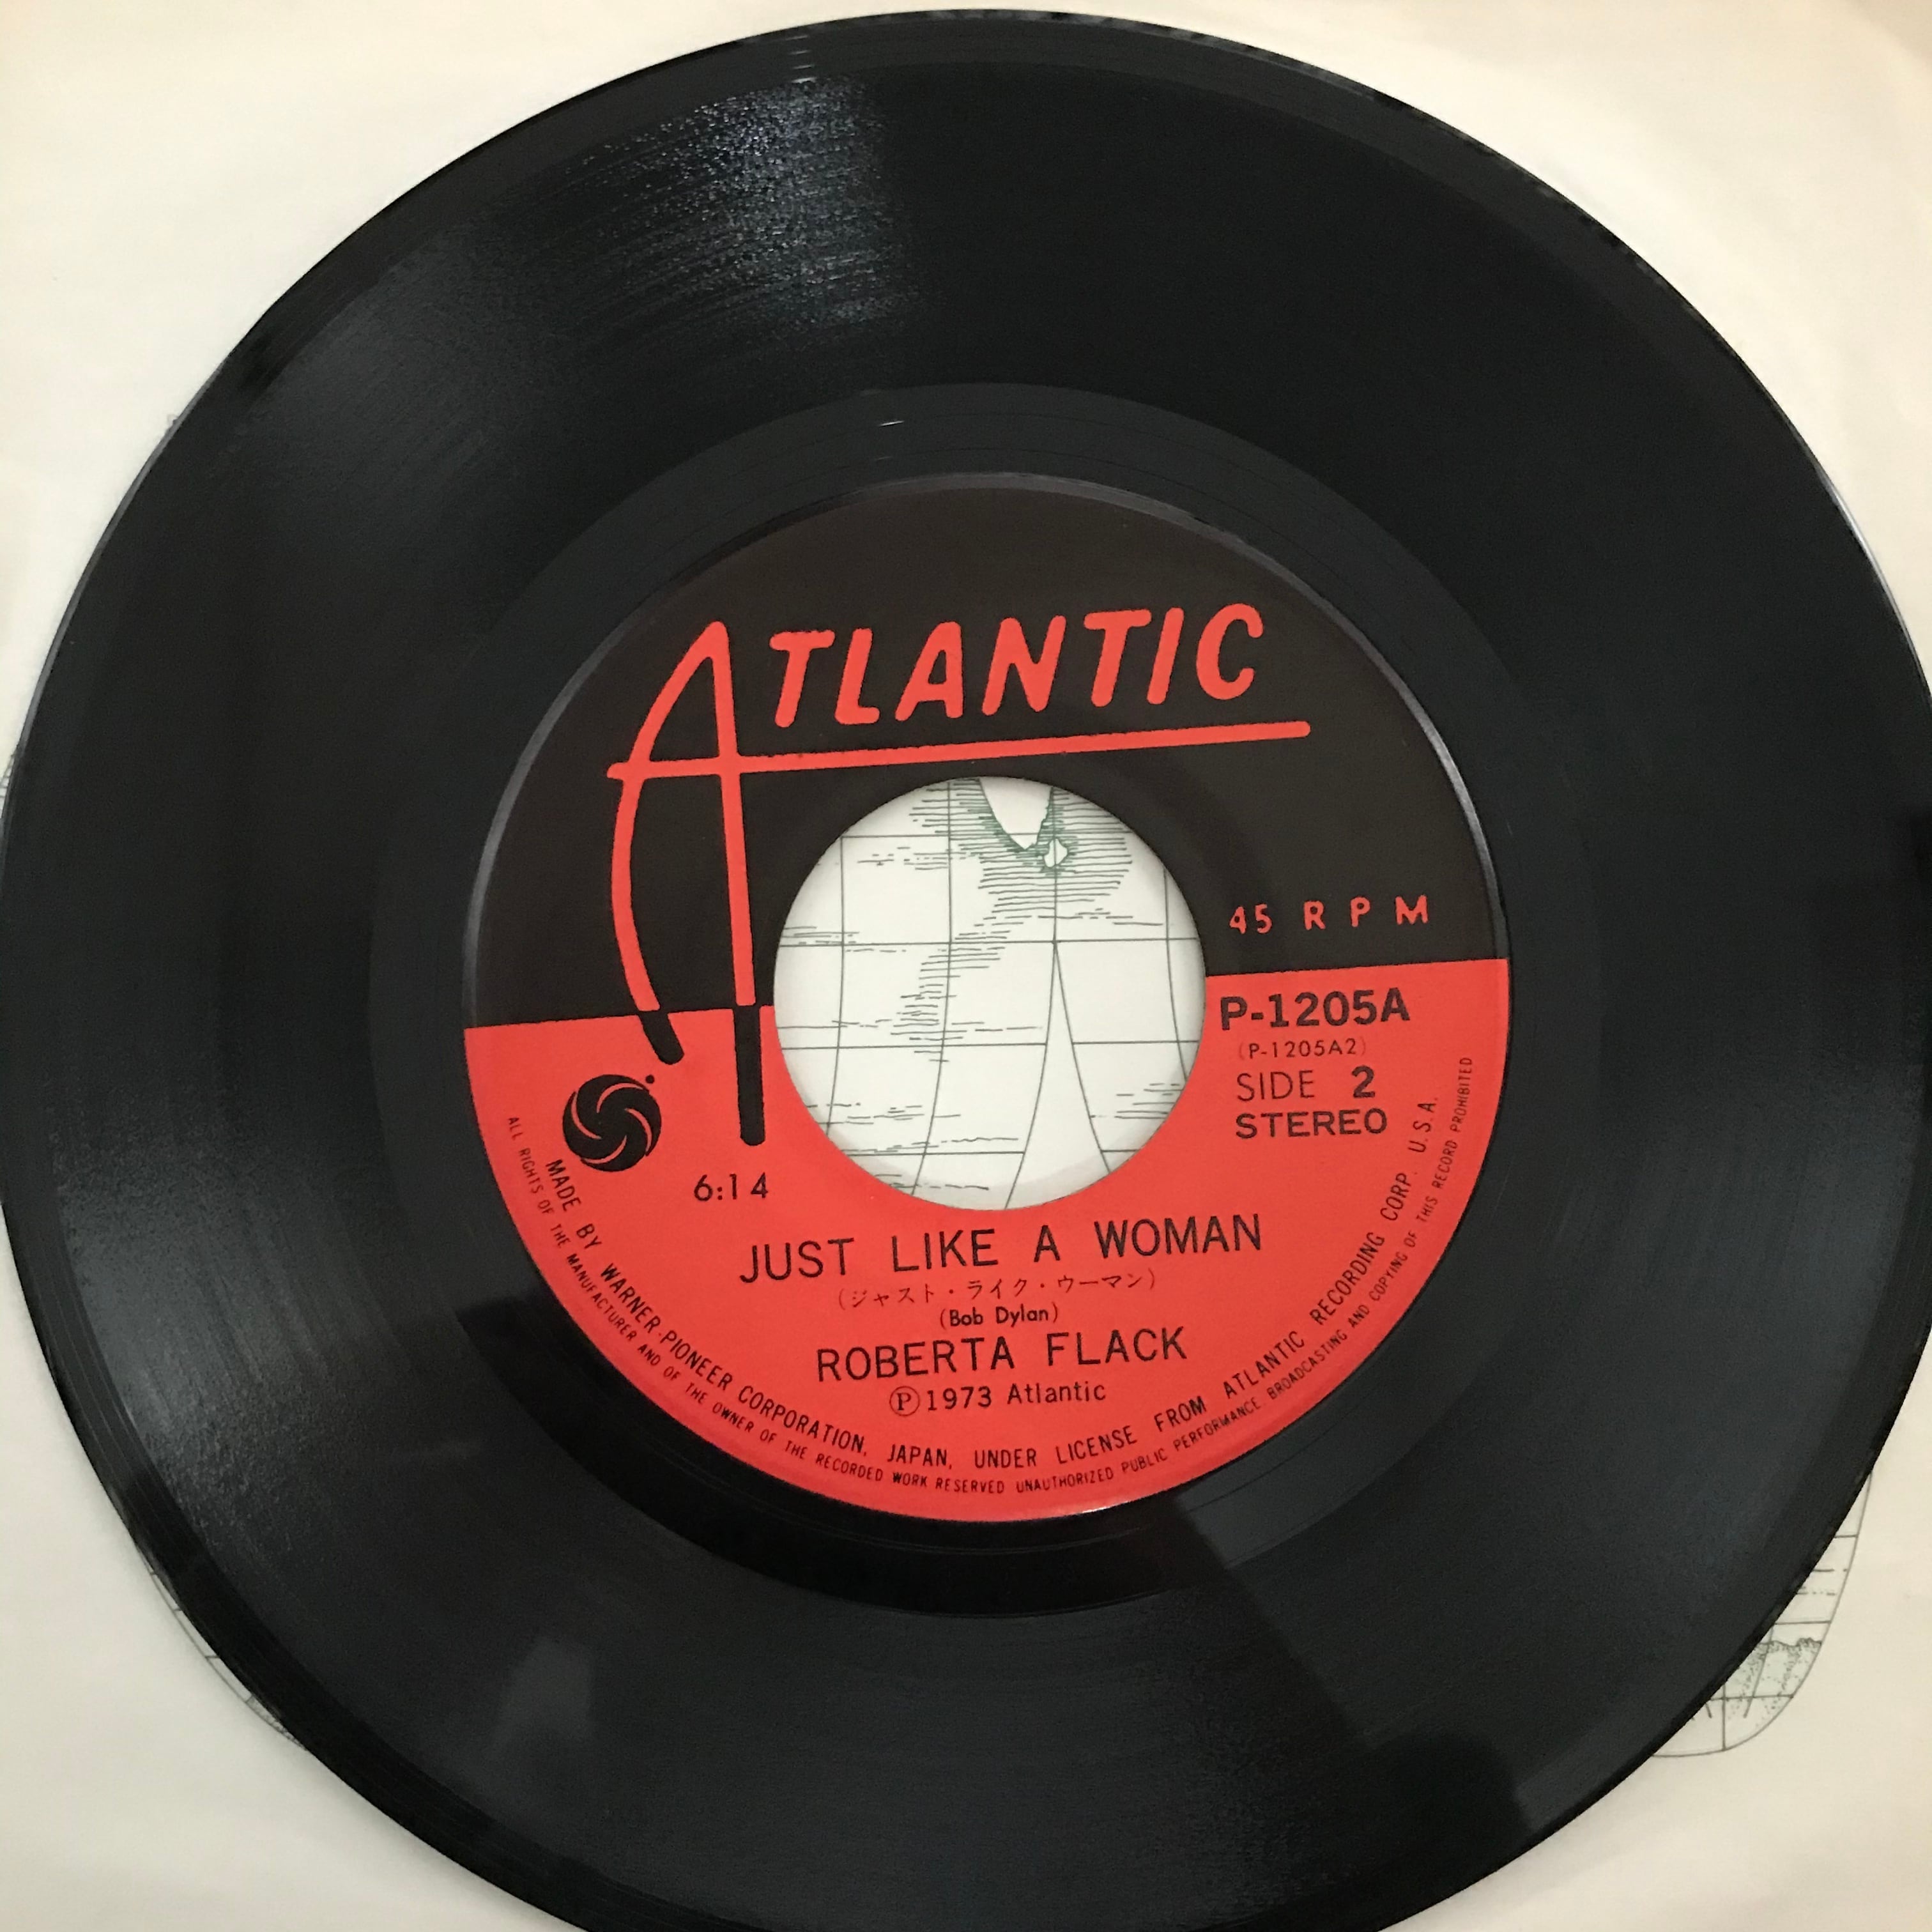 ATLANTIC
45 RPM
P-1205A
(P-1205A2)
SIDE 2
STEREO
6:14
JUST LIKE A WOMAN
(ジャスト・ライク・ウーマン)
(Bob Dylan)
ROBERTA FLACK
Ⓟ1973 Atlantic
MADE BY WARNER-PIONEER CORPORATION, JAPAN, UNDER LICENSE FROM ATLANTIC RECORDING CORP. U.S.A.
ALL RIGHTS OF THE MANUFACTURER AND OF THE OWNER OF THE RECORDED WORK RESERVED UNAUTHORIZED PUBLIC PERFORMANCE BROADCASTING AND COPYING OF THIS RECORD PROHIBITED